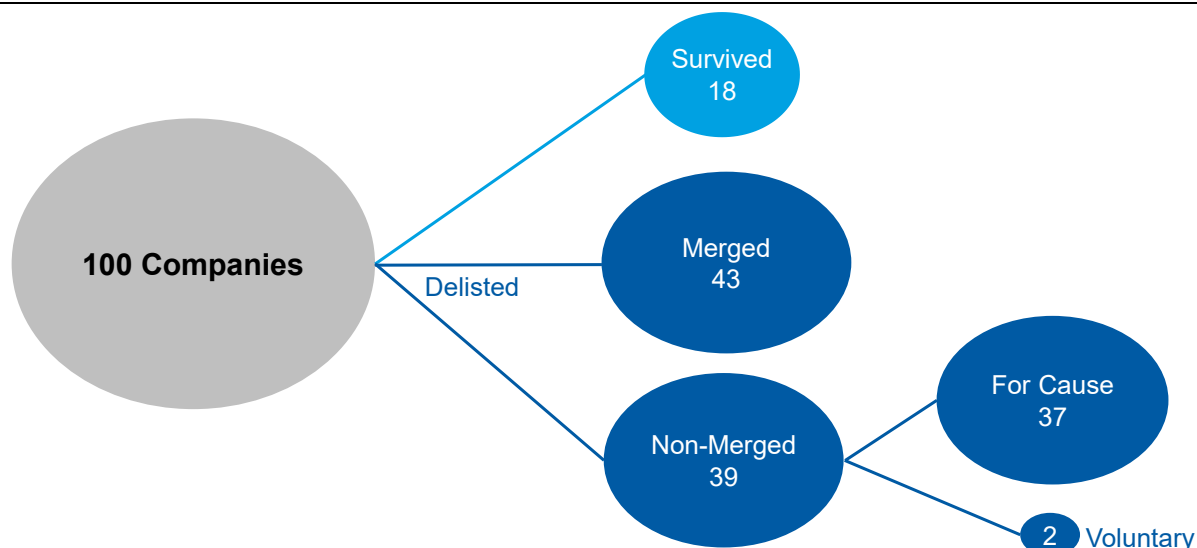 Survived
18
100 Companies
Delisted
Merged
43
Non-Merged
39
For Cause
37
2
Voluntary